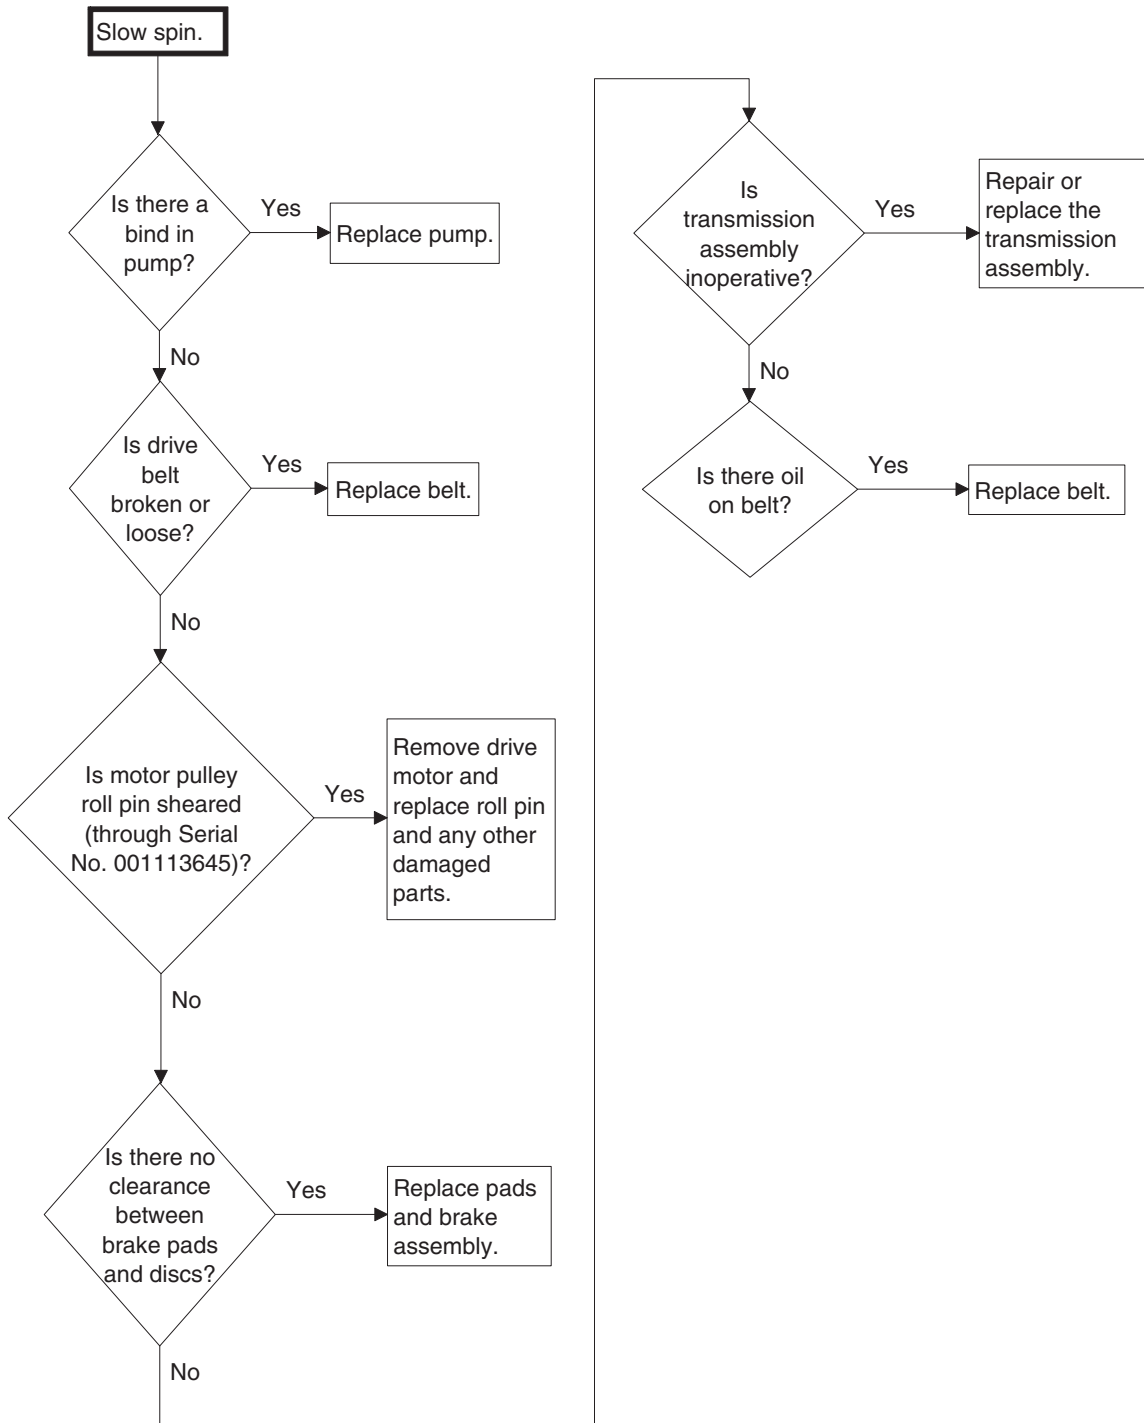 Slow spin.
Is there a
bind in
pump?
Yes
Replace pump.
No
Is drive
belt
broken or
loose?
Yes
Replace belt.
No
Is motor pulley
roll pin sheared
(through Serial
No. 001113645)?
Yes
Remove drive
motor and
replace roll pin
and any other
damaged
parts.
No
Is there no
clearance
between
brake pads
and discs?
Yes
Replace pads
and brake
assembly.
No
Is
transmission
assembly
inoperative?
Yes
Repair or
replace the
transmission
assembly.
No
Is there oil
on belt?
Yes
Replace belt.